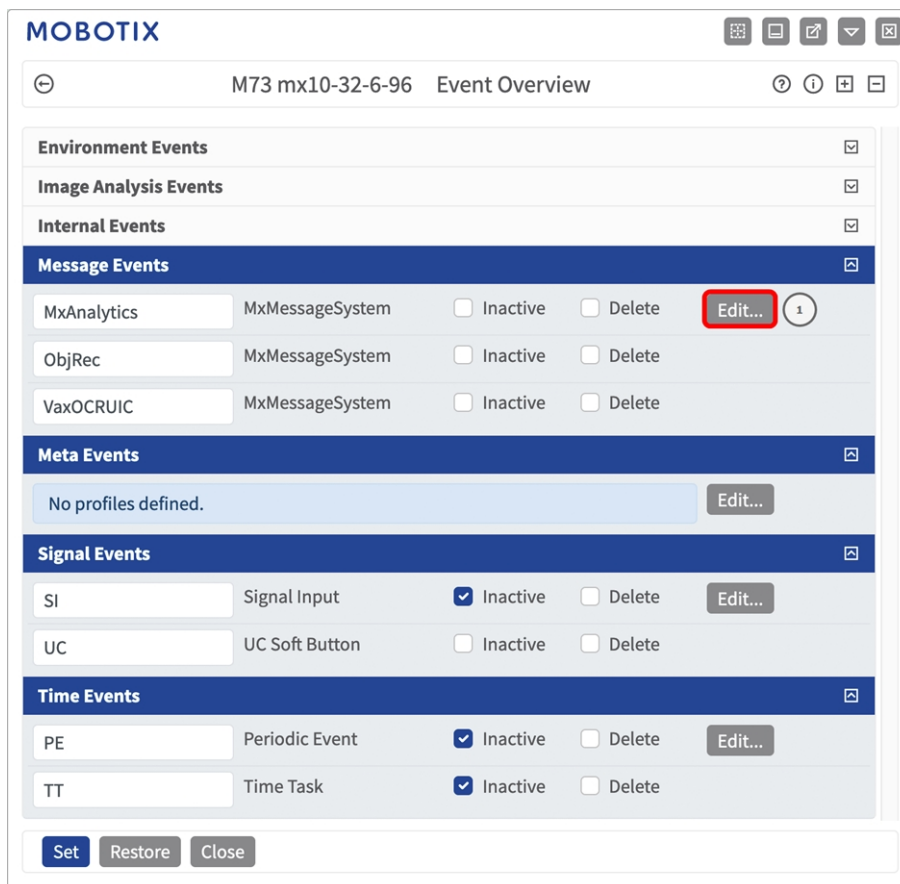 MOBOTIX
M73 mx10-32-6-96 Event Overview
Environment Events
Image Analysis Events
Internal Events
Message Events
MxAnalytics MxMessageSystem Inactive Delete Edit... 1
ObjRec MxMessageSystem Inactive Delete
VaxOCRUIC MxMessageSystem Inactive Delete
Meta Events
No profiles defined. Edit...
Signal Events
SI Signal Input Inactive Delete Edit...
UC UC Soft Button Inactive Delete
Time Events
PE Periodic Event Inactive Delete Edit...
TT Time Task Inactive Delete
Set Restore Close